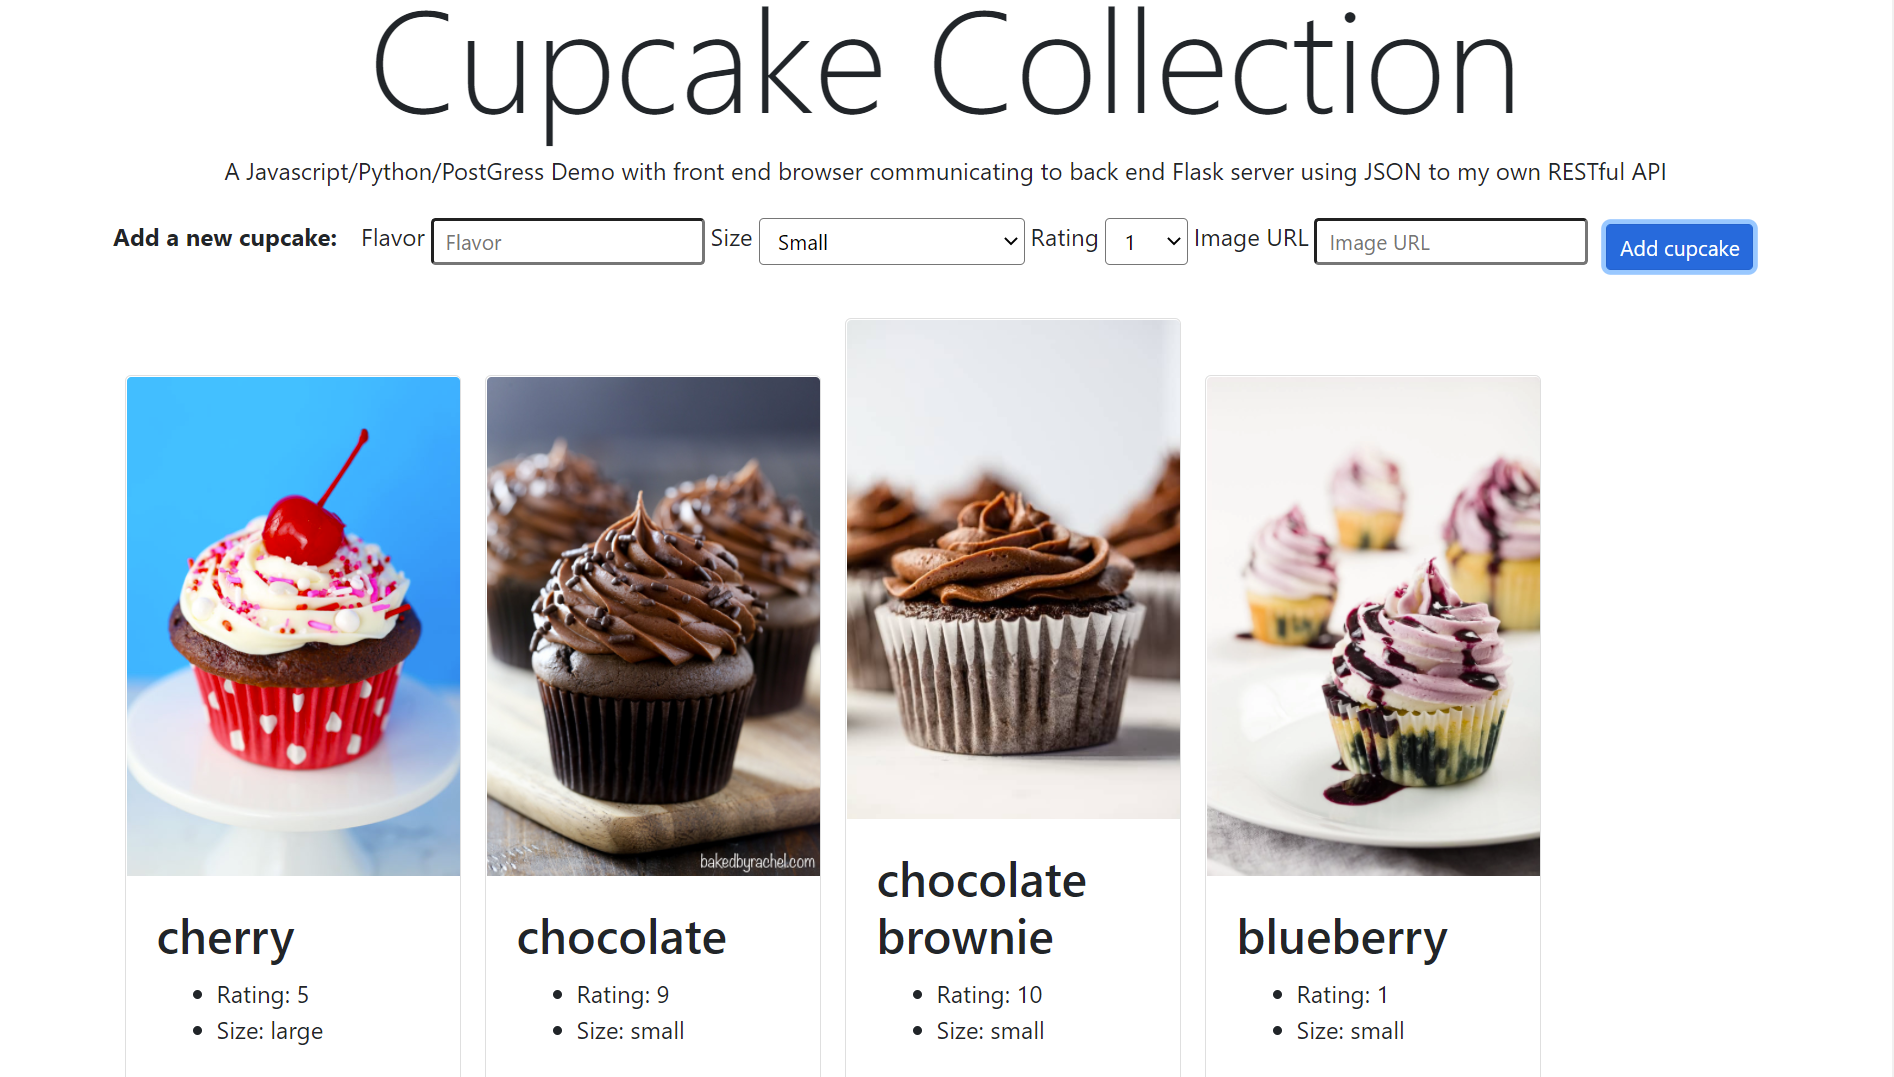 Cupcake Collection
A Javascript/Python/PostGress Demo with front end browser communicating to back end Flask server using JSON to my own RESTful API
Add a new cupcake: Flavor Flavor Size Small Rating 1 Image URL Image URL Add cupcake
bakedbyrachel.com
cherry
Rating: 5
Size: large
chocolate
Rating: 9
Size: small
chocolate
brownie
Rating: 10
Size: small
blueberry
Rating: 1
Size: small